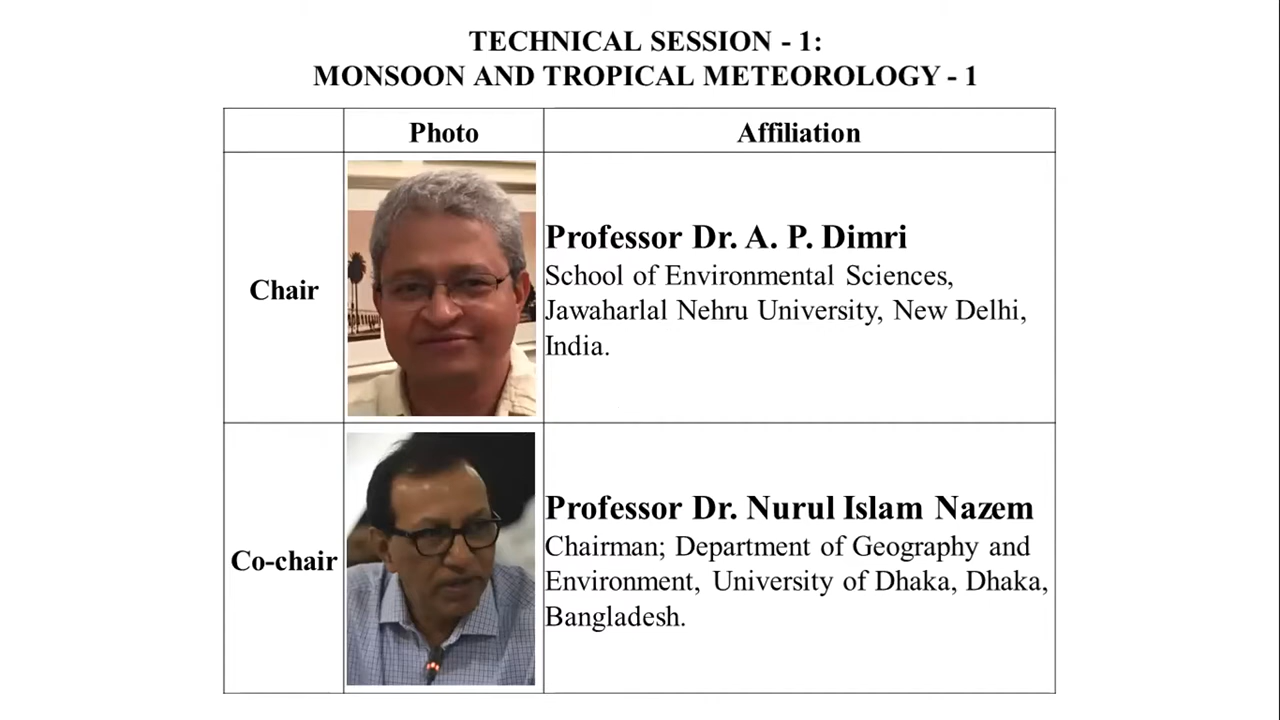 TECHNICAL SESSION - 1:
MONSOON AND TROPICAL METEOROLOGY - 1
Photo
Affiliation
Chair
Professor Dr. A. P. Dimri
School of Environmental Sciences,
Jawaharlal Nehru University, New Delhi,
India.
Co-chair
Professor Dr. Nurul Islam Nazem
Chairman; Department of Geography and
Environment, University of Dhaka, Dhaka,
Bangladesh.